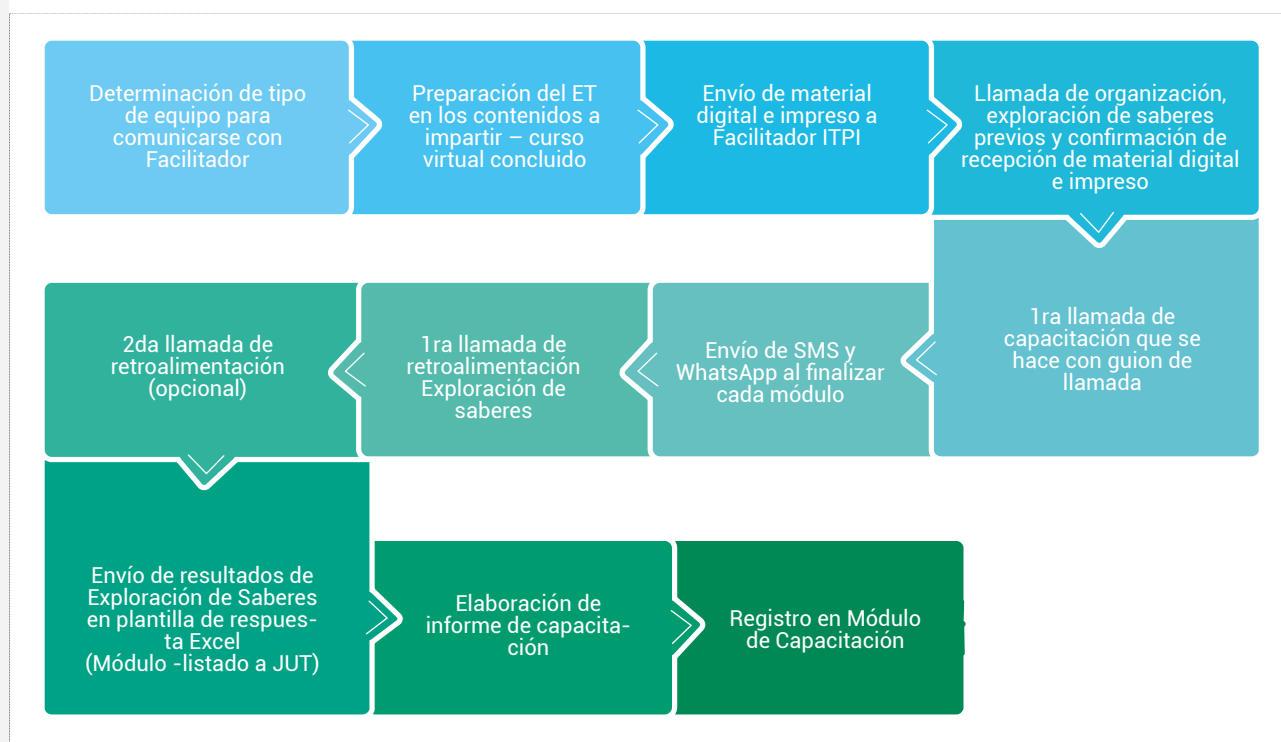 Determinación de tipo
de equipo para
comunicarse con
Facilitador
Preparación del ET
en los contenidos a
impartir – curso
virtual concluido
Envío de material
digital e impreso a
Facilitador ITPI
Llamada de organización,
exploración de saberes
previos y confirmación de
recepción de material digital
e impreso
1ra llamada de
capacitación que se
hace con guion de
llamada
Envío de SMS y
WhatsApp al finalizar
cada módulo
1ra llamada de
retroalimentación
Exploración de
saberes
2da llamada de
retroalimentación
(opcional)
Envío de resultados de
Exploración de Saberes
en plantilla de respues-
ta Excel
(Módulo -listado a JUT)
Elaboración de
informe de capacita-
ción
Registro en Módulo
de Capacitación